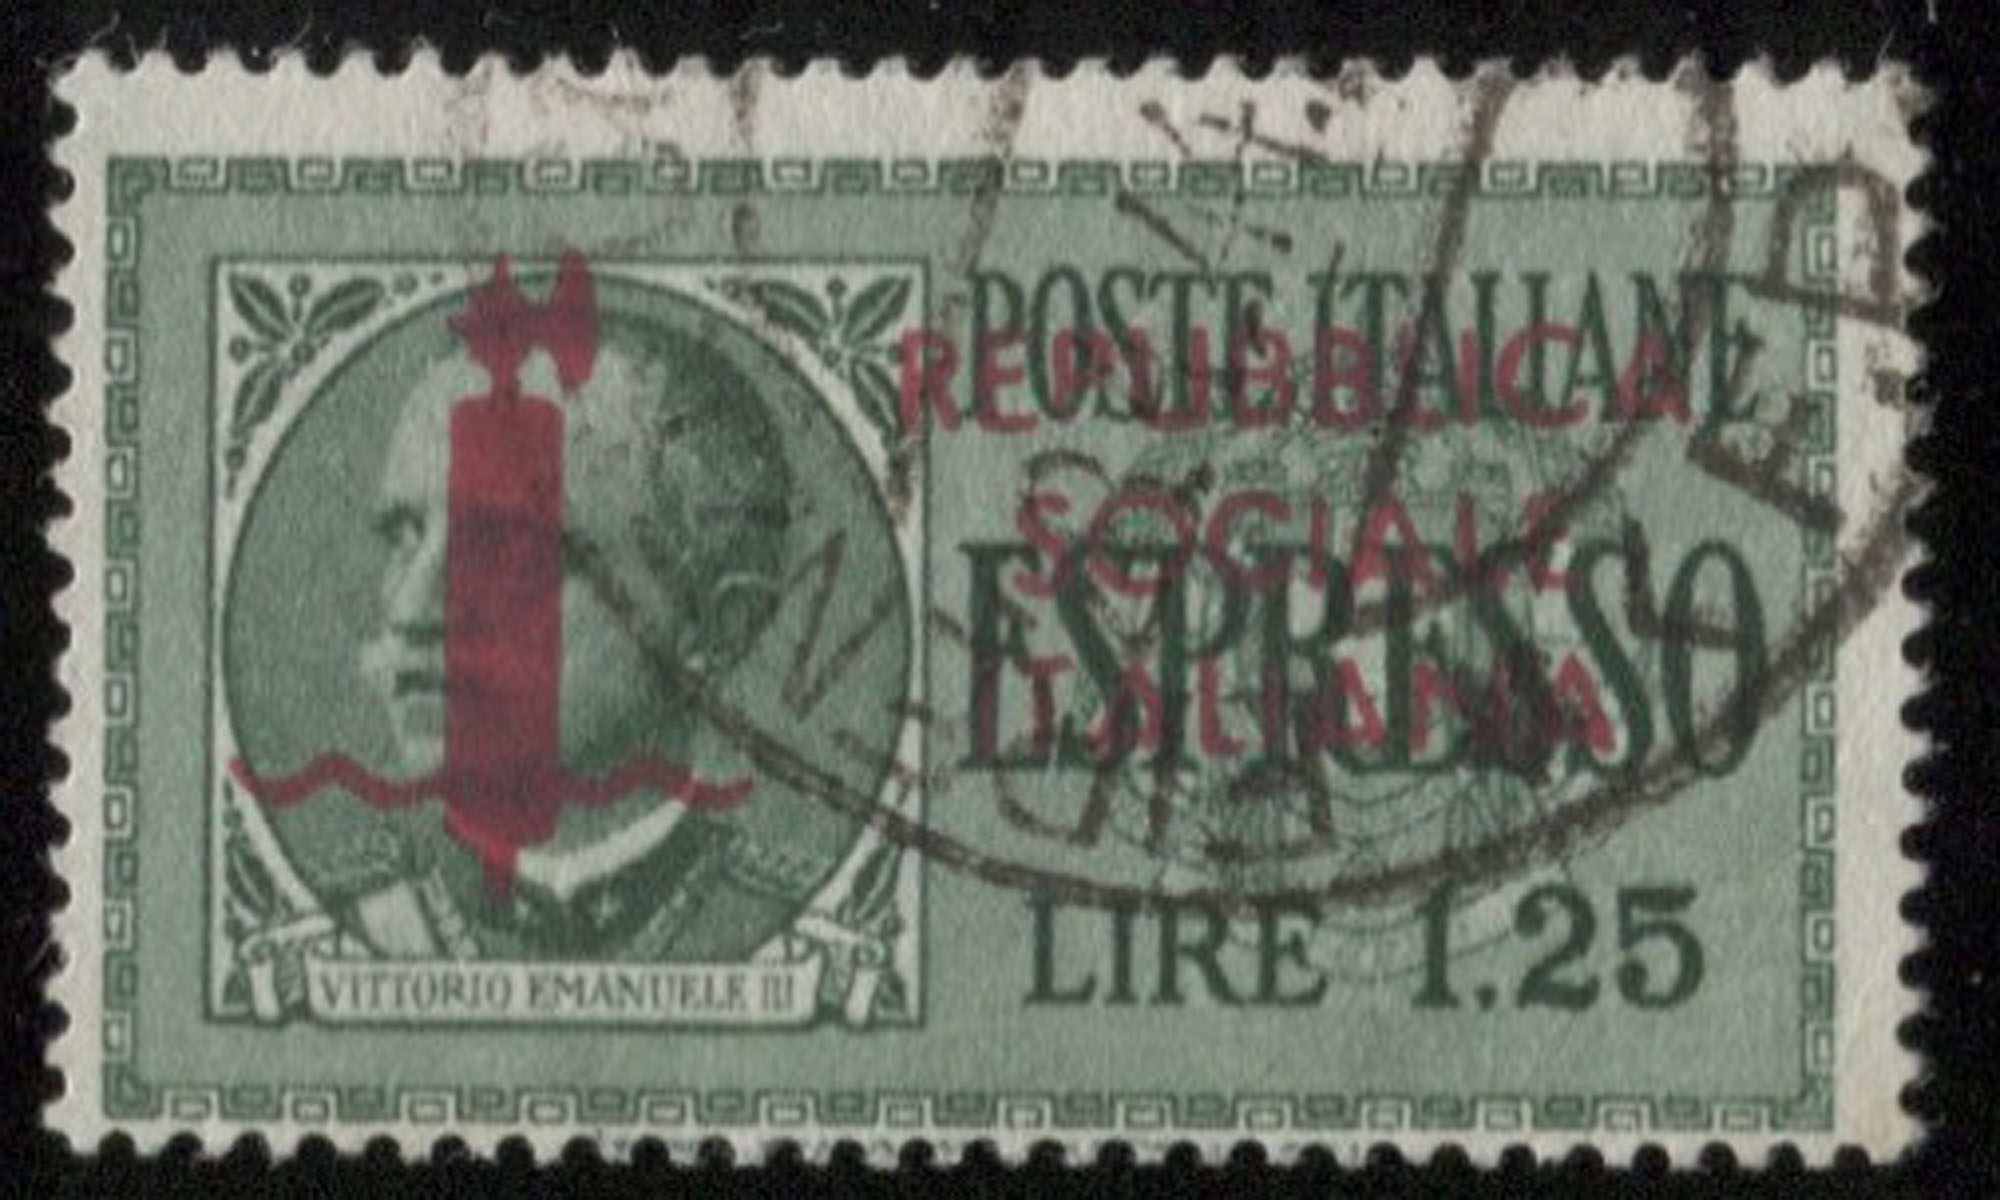 POSTE ITALIANE
REPUBBLICA
SOCIALE
ESPRESSO
ITALIANA
LIRE 1.25
VITTORIO EMANUELE III